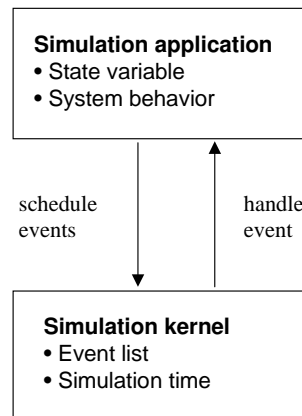 Simulation application
• State variable
• System behavior
schedule
events
handle
event
Simulation kernel
• Event list
• Simulation time